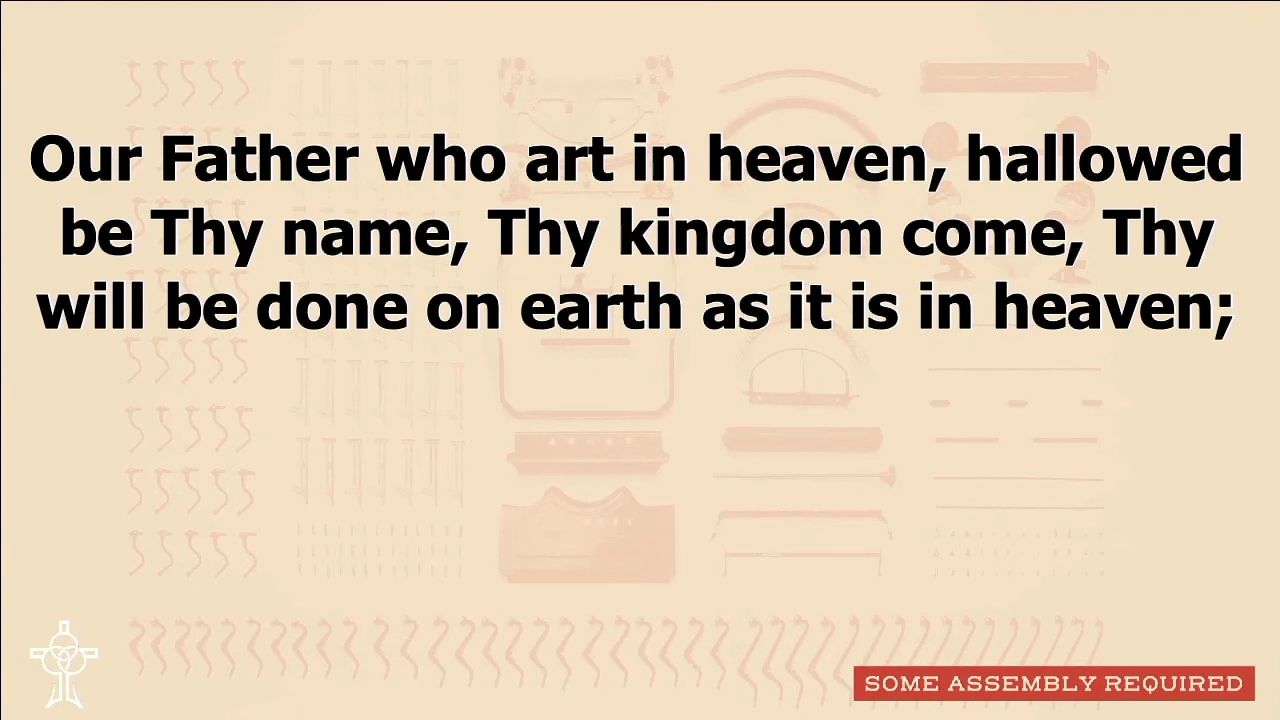 Our Father who art in heaven, hallowed
be Thy name, Thy kingdom come, Thy
will be done on earth as it is in heaven;
SOME ASSEMBLY REQUIRED